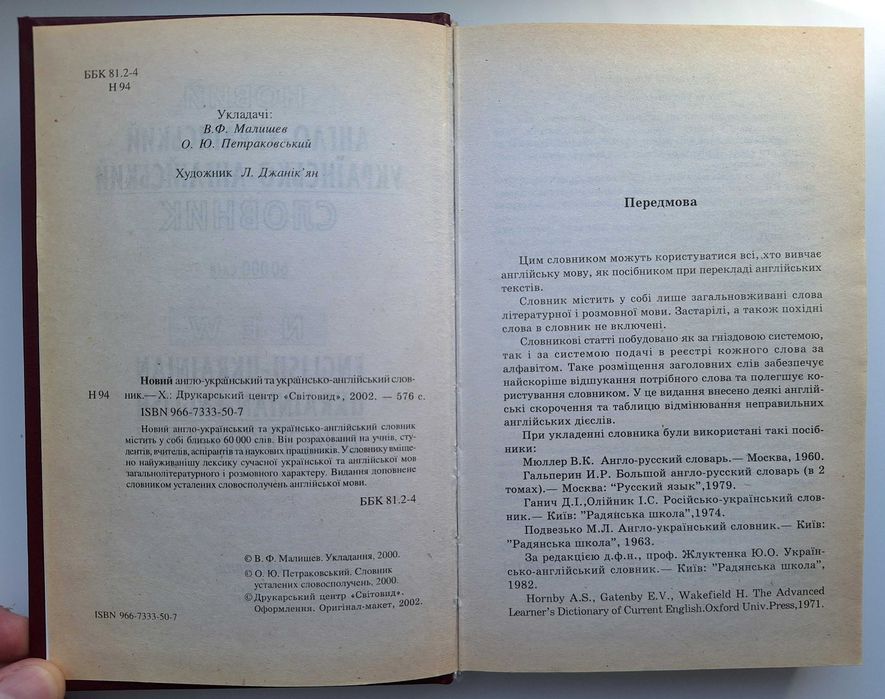 ББК 81.2-4
Н 94
Укладачі:
В.Ф. Малишев
О. Ю. Петраковський
Художник Л. Джанік'ян
Новий англо-український та українсько-англійський слов-
Н 94 ник.— Х.: Друкарський центр «Світовид», 2002. — 576 с.
ISBN 966-7333-50-7
Новий англо-український та українсько-англійський словник
містить у собі близько 60 000 слів. Він розрахований на учнів, сту-
дентів, вчителів, аспірантів та наукових працівників. У словнику вміще-
но найуживанішу лексику сучасної української та англійської мов
загальнолітературного і розмовного характеру. Видання доповнене
словником усталених словосполучень англійської мови.
ББК 81.2-4
© В. Ф. Малишев. Укладання, 2000.
© О. Ю. Петраковський, Словник
усталених словосполучень, 2000.
© Друкарський центр «Світовид».
Оформлення. Оригінал-макет, 2002.
ISBN 966-7333-50-7
Передмова
Цим словником можуть користуватися всі, хто вивчає
англійську мову, як посібником при перекладі англійських
текстів.
Словник містить у собі лише загальновживані слова
літературної і розмовної мови. Застарілі, а також похідні
слова в словник не включені.
Словникові статті побудовано як за гніздовою системою,
так і за системою подачі в реєстрі кожного слова за
алфавітом. Таке розміщення заголовних слів забезпечує
найскоріше відшукання потрібного слова та полегшує ко-
ристування словником. У це видання внесено деякі англій-
ські скорочення та таблицю відмінювання неправильних
англійських дієслів.
При укладенні словника були використані такі посіб-
ники:
Мюллер В.К. Англо-русский словарь.— Москва, 1960.
Гальперин И.Р. Большой англо-русский словарь (в 2
томах).— Москва: "Русский язык",1979.
Ганич Д.І.,Олійник І.С. Російсько-український слов-
ник.— Київ: "Радянська школа",1974.
Подвезько М.Л. Англо-український словник.— Київ:
"Радянська школа", 1963.
За редакцією д.ф.н., проф. Жлуктенка Ю.О. Україн-
сько-англійський словник.— Київ: "Радянська школа",
1982.
Hornby A.S., Gatenby E.V., Wakefield H. The Advanced
Learner's Dictionary of Current English.Oxford Univ.Press,1971.